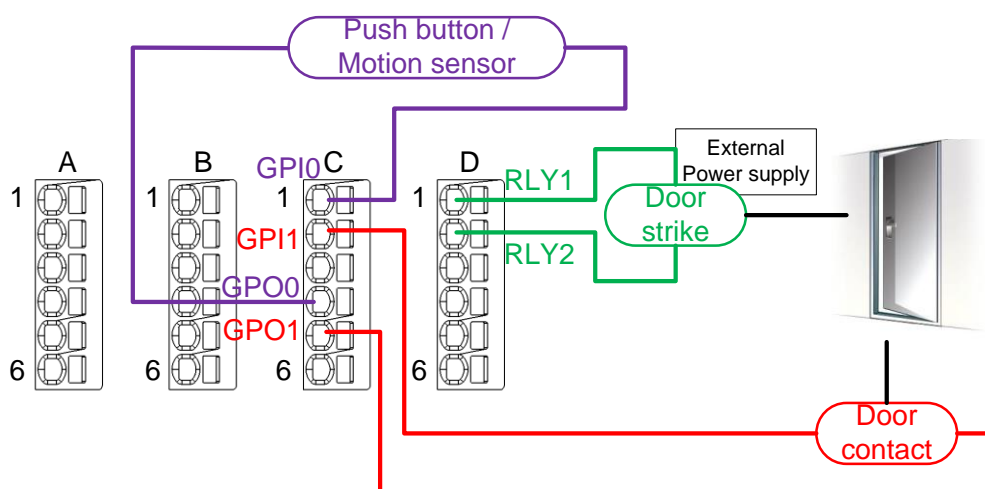 Push button /
Motion sensor
A
B
GPI0
C
D
External
Power supply
1
1
1
1
RLY1
Door
strike
GPI1
RLY2
GPO0
GPO1
6
6
6
6
Door
contact